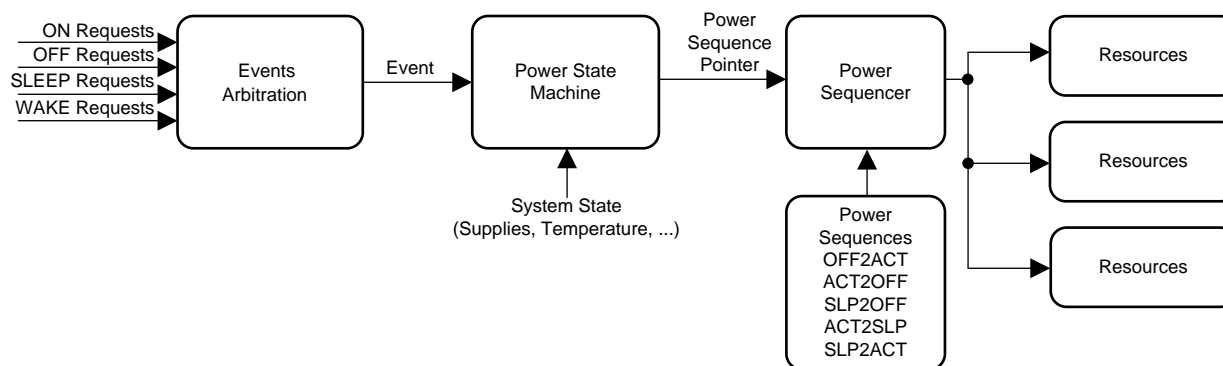 ON Requests
OFF Requests
SLEEP Requests
WAKE Requests
Events
Arbitration
Event
Power State
Machine
System State
(Supplies, Temperature, ...)
Power
Sequence
Pointer
Power
Sequencer
Power
Sequences
OFF2ACT
ACT2OFF
SLP2OFF
ACT2SLP
SLP2ACT
Resources
Resources
Resources